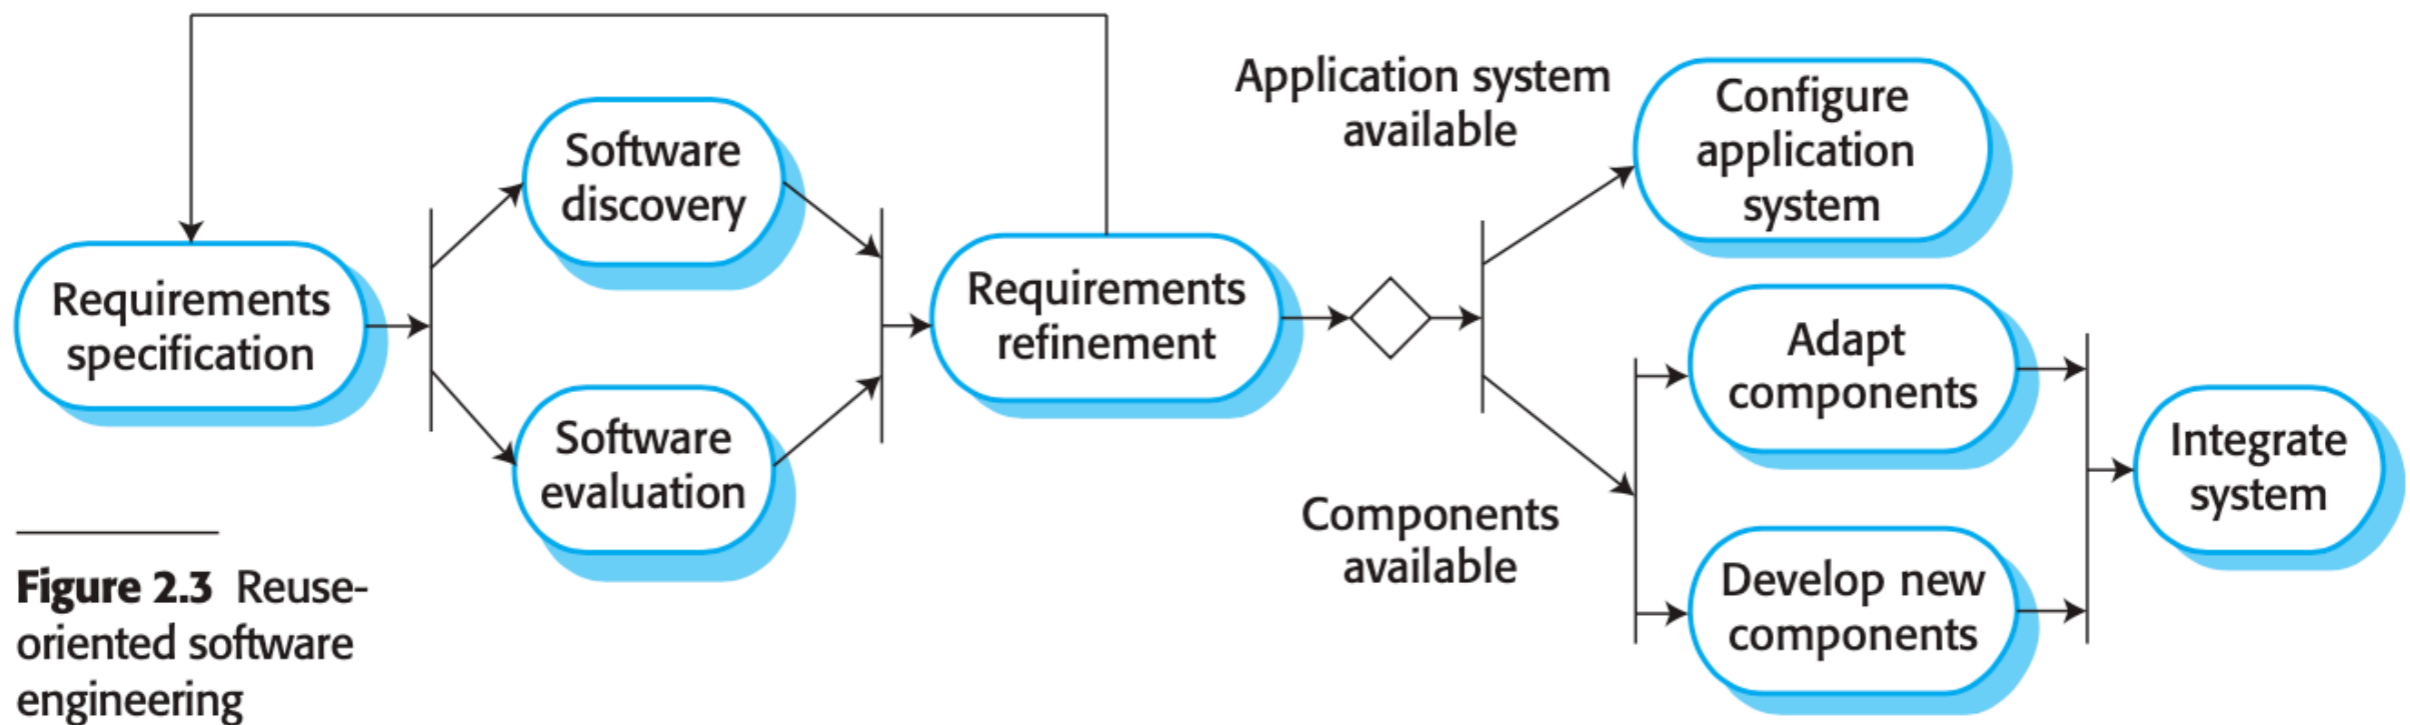 Requirements
specification
Software
discovery
Software
evaluation
Requirements
refinement
Application system
available
Components
available
Configure
application
system
Adapt
components
Develop new
components
Integrate
system
Figure 2.3 Reuse-
oriented software
engineering